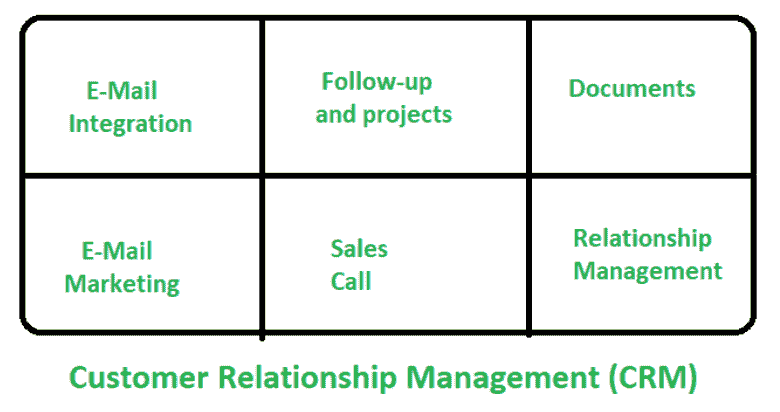 E-Mail
Integration
Follow-up
and projects
Documents
E-Mail
Marketing
Sales
Call
Relationship
Management
Customer Relationship Management (CRM)